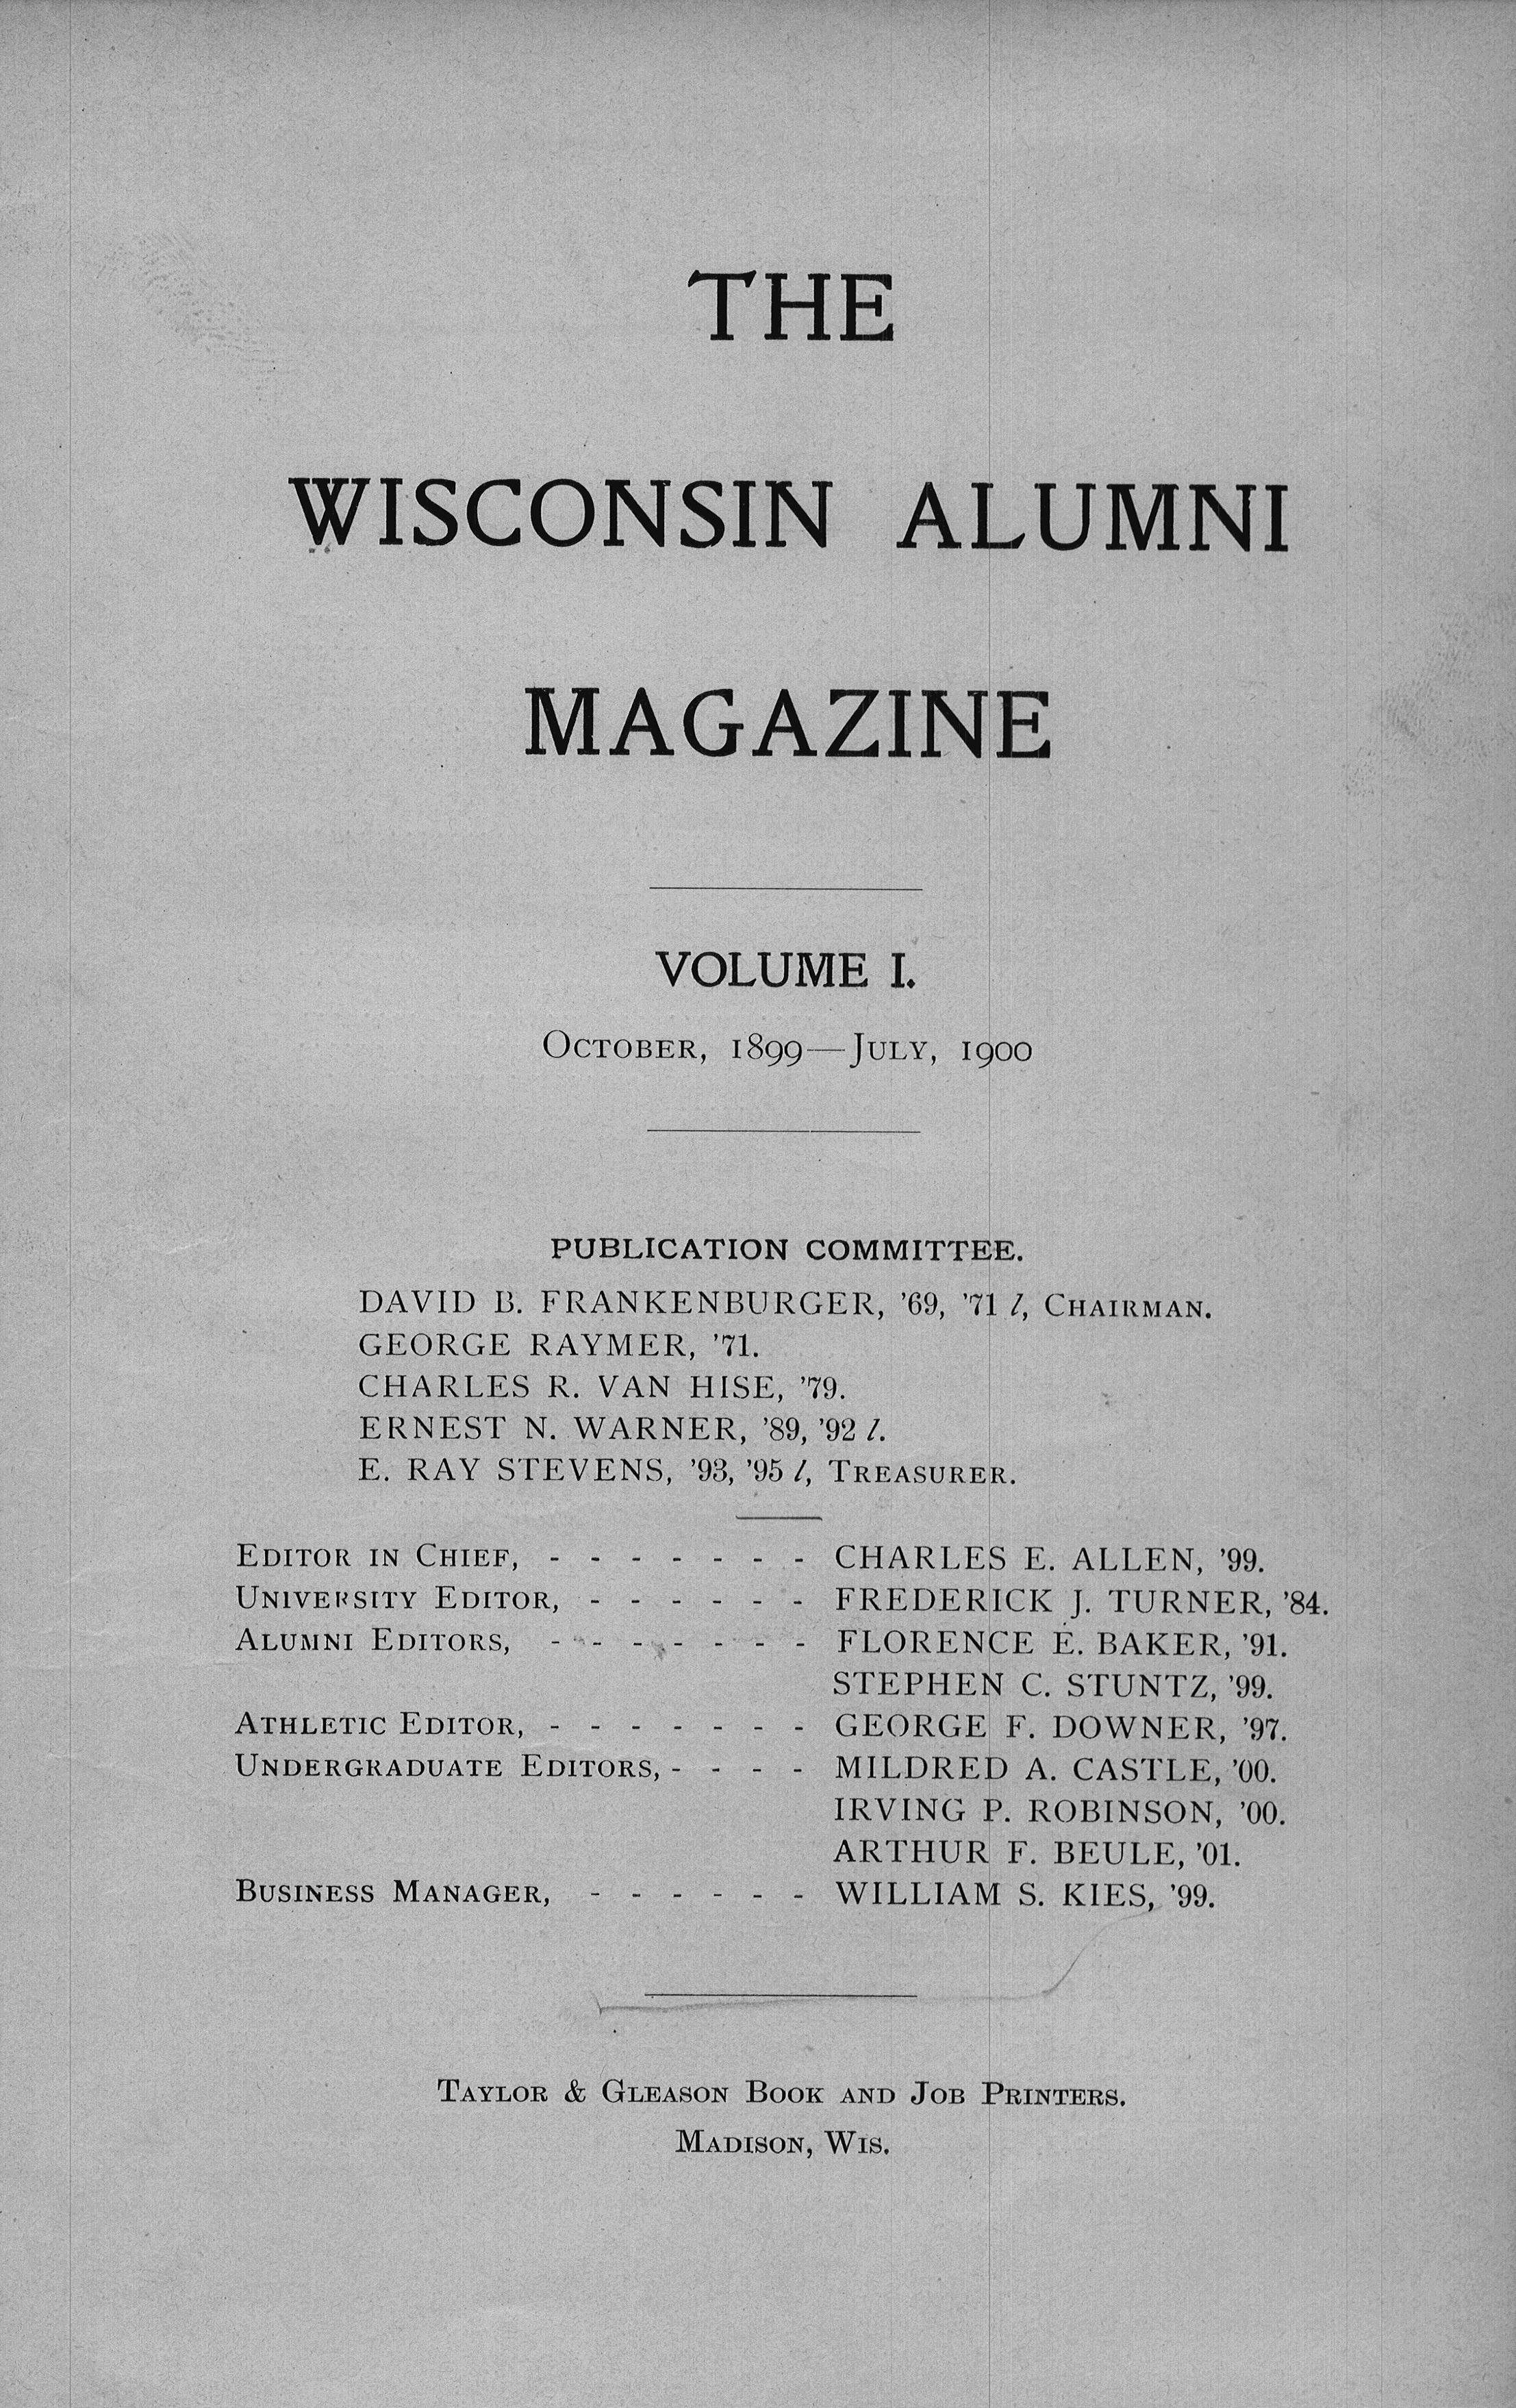 THE
WISCONSIN ALUMNI
MAGAZINE
VOLUME I.
OCTOBER, 1899—JULY, 1900
PUBLICATION COMMITTEE.
DAVID B. FRANKENBURGER, '69, '71 l, CHAIRMAN.
GEORGE RAYMER, '71.
CHARLES R. VAN HISE, '79.
ERNEST N. WARNER, '89, '92 l.
E. RAY STEVENS, '93, '95 l, TREASURER.
EDITOR IN CHIEF, - - - - - - - CHARLES E. ALLEN, '99.
UNIVERSITY EDITOR, - - - - - - FREDERICK J. TURNER, '84.
ALUMNI EDITORS, - - - - - - - FLORENCE E. BAKER, '91.
STEPHEN C. STUNTZ, '99.
ATHLETIC EDITOR, - - - - - - - GEORGE F. DOWNER, '97.
UNDERGRADUATE EDITORS, - - - - MILDRED A. CASTLE, '00.
IRVING P. ROBINSON, '00.
ARTHUR F. BEULE, '01.
BUSINESS MANAGER, - - - - - - WILLIAM S. KIES, '99.
TAYLOR & GLEASON BOOK AND JOB PRINTERS.
MADISON, WIS.